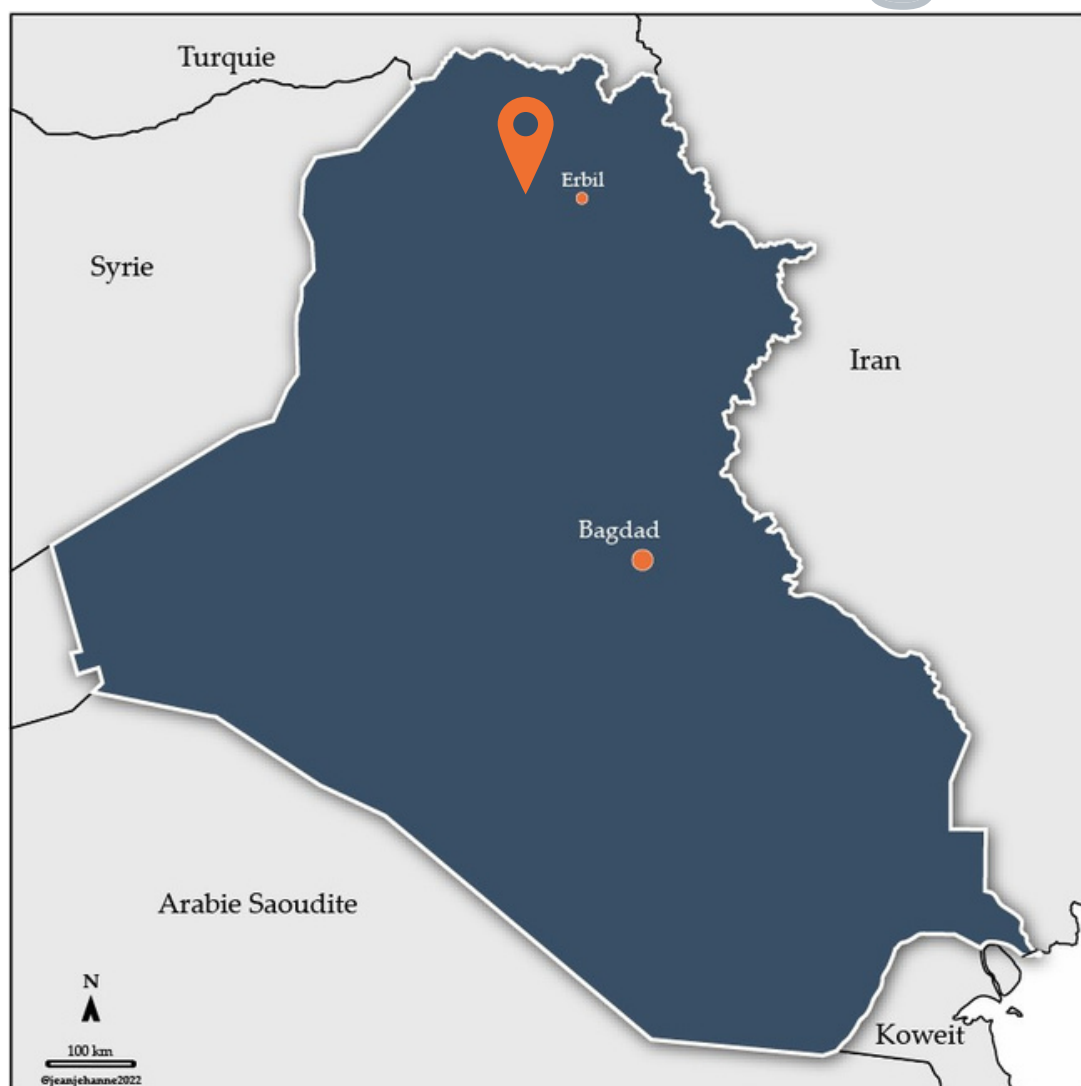 Turquie
Erbil
Syrie
Iran
Bagdad
Arabie Saoudite
N
Koweit
100 km
@jeanjehanne2022